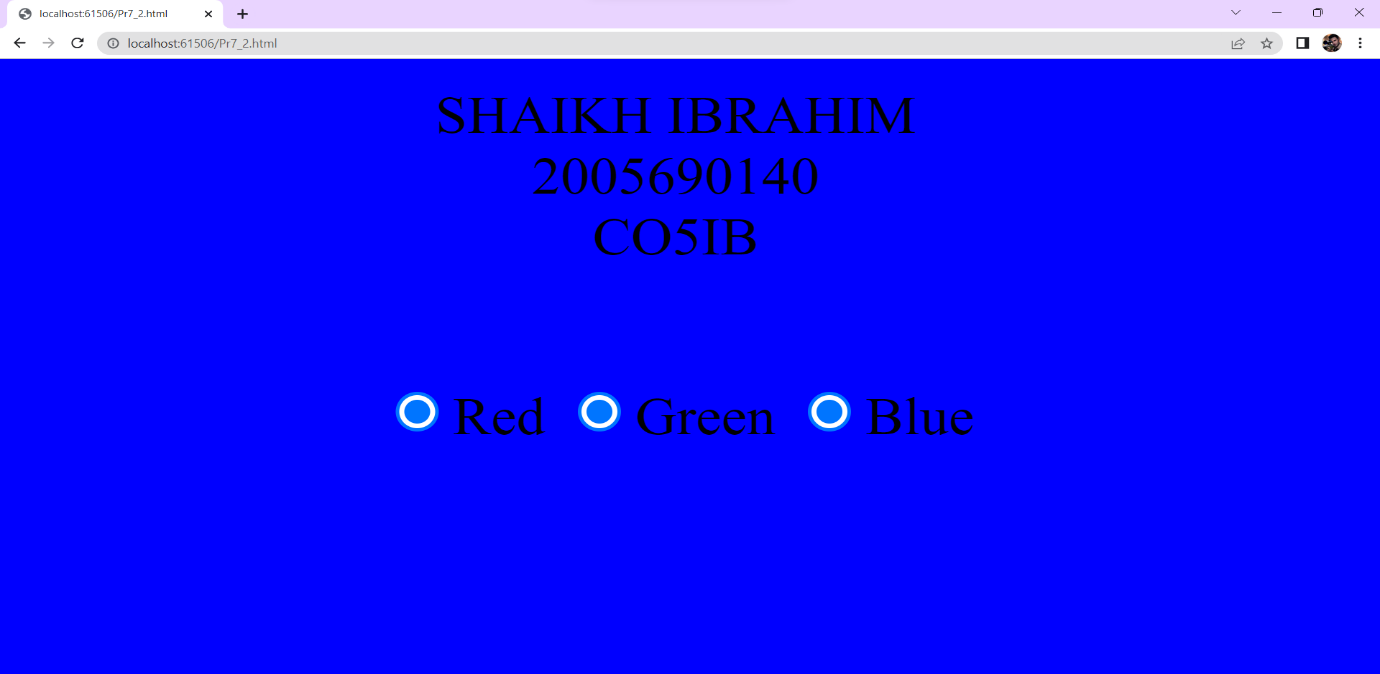 localhost:61506/Pr7_2.html
localhost:61506/Pr7_2.html
SHAIKH IBRAHIM
2005690140
CO5IB
Red Green Blue